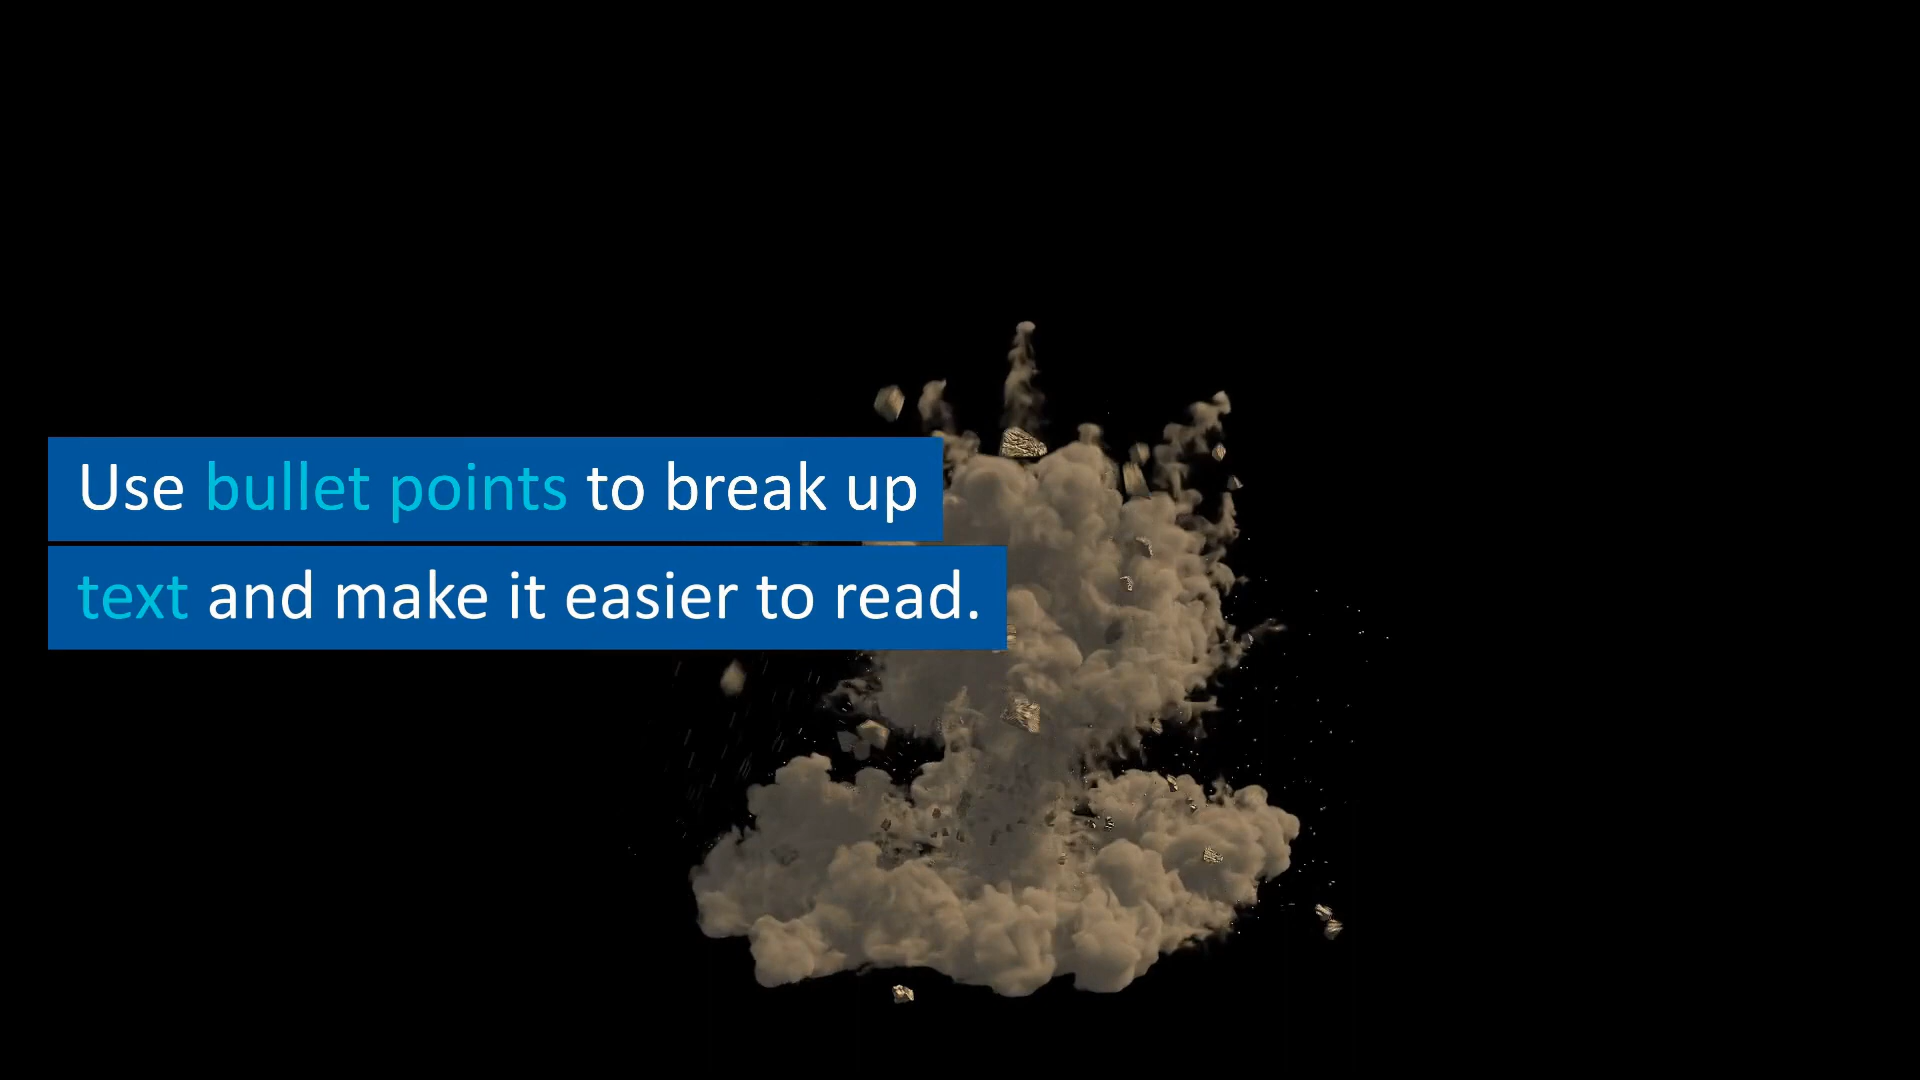 Use bullet points to break up
text and make it easier to read.